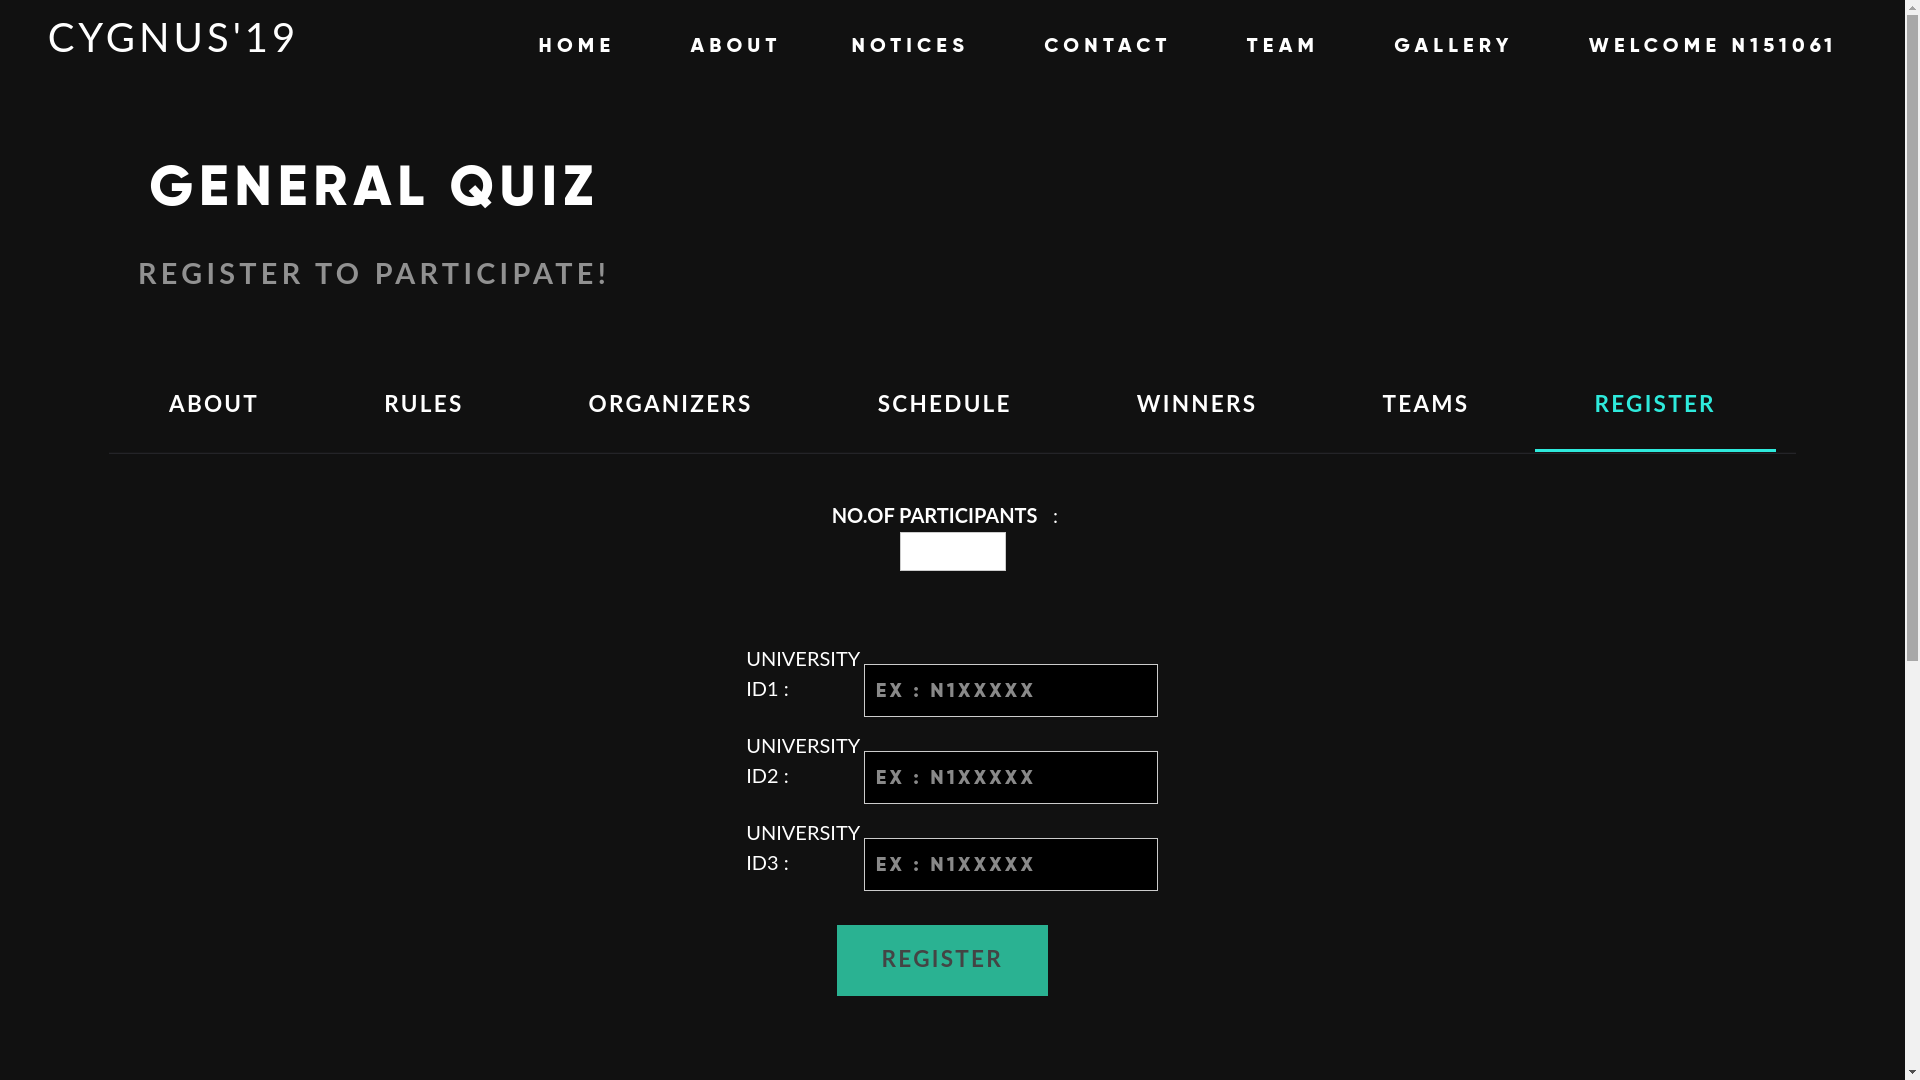 CYGNUS'19
HOME ABOUT NOTICES CONTACT TEAM GALLERY WELCOME N151061
GENERAL QUIZ
REGISTER TO PARTICIPATE!
ABOUT RULES ORGANIZERS SCHEDULE WINNERS TEAMS REGISTER
NO.OF PARTICIPANTS :
UNIVERSITY
ID1 :
EX : N1XXXXX
UNIVERSITY
ID2 :
EX : N1XXXXX
UNIVERSITY
ID3 :
EX : N1XXXXX
REGISTER